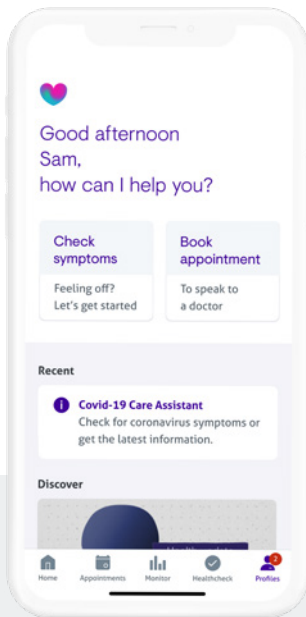 Good afternoon
Sam,
how can I help you?
Check
symptoms
Book
appointment
Feeling off?
Let's get started
To speak to
a doctor
Recent
Covid-19 Care Assistant
Check for coronavirus symptoms or
get the latest information.
Discover
2
Home
Appointments
Monitor
Healthcheck
Profiles